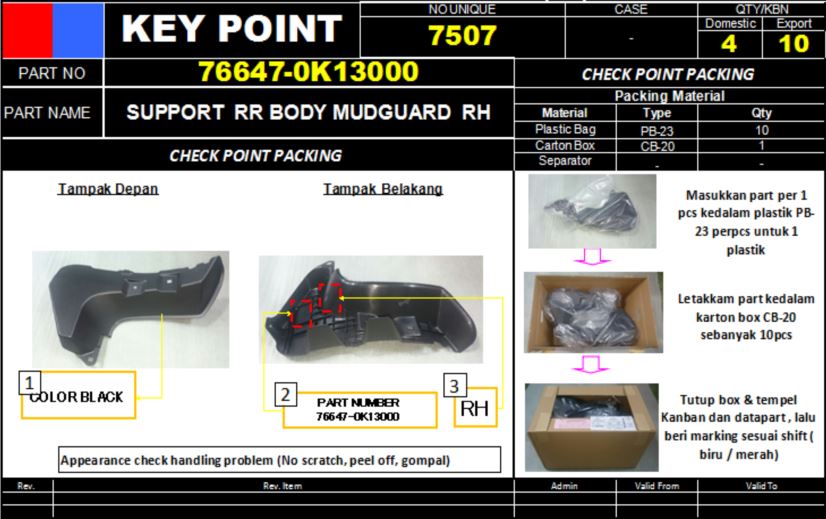 KEY POINT
NO UNIQUE
7507
CASE
-
QTY/KBN
Domestic Export
4 10
PART NO
76647-0K13000
PART NAME
SUPPORT RR BODY MUDGUARD RH
CHECK POINT PACKING
CHECK POINT PACKING
Packing Material
Material Type Qty
Plastic Bag PB-23 10
Carton Box CB-20 1
Separator - -
Tampak Depan
Tampak Belakang
1
COLOR BLACK
2
PART NUMBER
76647-0K13000
3
RH
Appearance check handling problem (No scratch, peel off, gompal)
Masukkan part per 1
pcs kedalam plastik PB-
23 perpcs untuk 1
plastik
Letakkam part kedalam
karton box CB-20
sebanyak 10pcs
Tutup box & tempel
Kanban dan datapart , lalu
beri marking sesuai shift (
biru / merah)
Rev. Rev. Item Admin Valid From Valid To